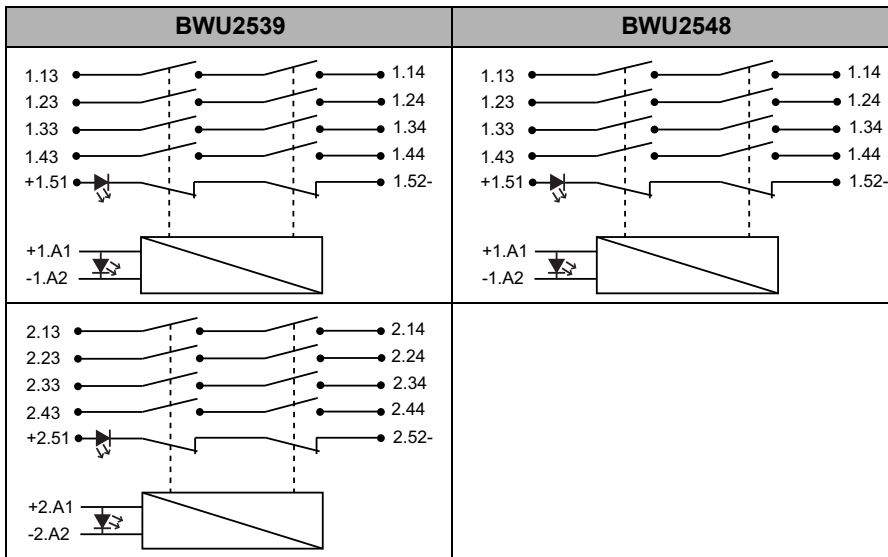 BWU2539 BWU2548
1.13 1.14 1.13 1.14
1.23 1.24 1.23 1.24
1.33 1.34 1.33 1.34
1.43 1.44 1.43 1.44
+1.51 1.52- +1.51 1.52-
+1.A1 +1.A1
-1.A2 -1.A2
2.13 2.14
2.23 2.24
2.33 2.34
2.43 2.44
+2.51 2.52-
+2.A1
-2.A2